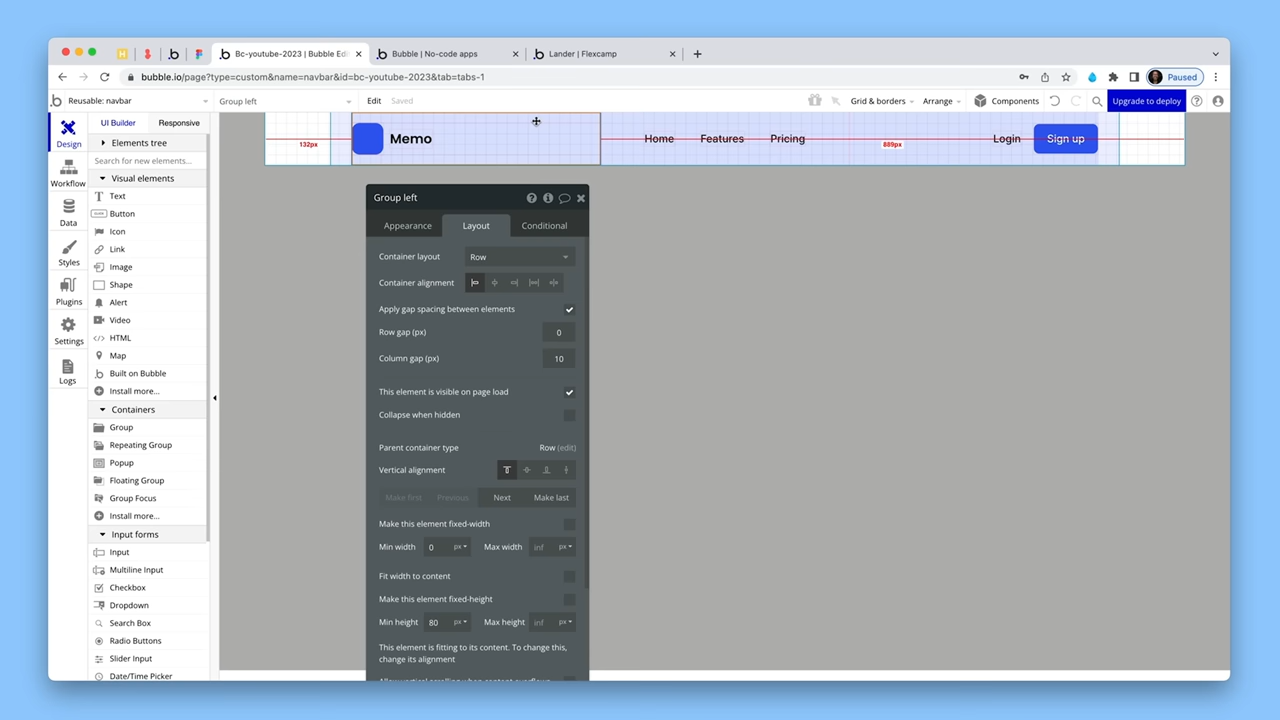 Bc-youtube-2023 | Bubble Edi
Bubble | No-code apps
Lander | Flexcamp
bubble.io/page?type=custom&name=navbar&id=bc-youtube-2023&tab=tabs-1
Paused
Reusable: navbar
Group left
Edit
Saved
Grid & borders
Arrange
Components
Upgrade to deploy
Design
Workflow
Data
Styles
Plugins
Settings
Logs
UI Builder
Responsive
Elements tree
Search for new elements...
Visual elements
Text
Button
Icon
Link
Image
Shape
Alert
Video
HTML
Map
Built on Bubble
Install more...
Containers
Group
Repeating Group
Popup
Floating Group
Group Focus
Install more...
Input forms
Input
Multiline Input
Checkbox
Dropdown
Search Box
Radio Buttons
Slider Input
Date/Time Picker
132px
Memo
Home
Features
Pricing
889px
Login
Sign up
Group left
Appearance
Layout
Conditional
Container layout
Row
Container alignment
Apply gap spacing between elements
Row gap (px)
0
Column gap (px)
10
This element is visible on page load
Collapse when hidden
Parent container type
Row (edit)
Vertical alignment
Make first
Previous
Next
Make last
Make this element fixed-width
Min width
0
px
Max width
inf
px
Fit width to content
Make this element fixed-height
Min height
80
px
Max height
inf
px
This element is fitting to its content. To change this,
change its alignment